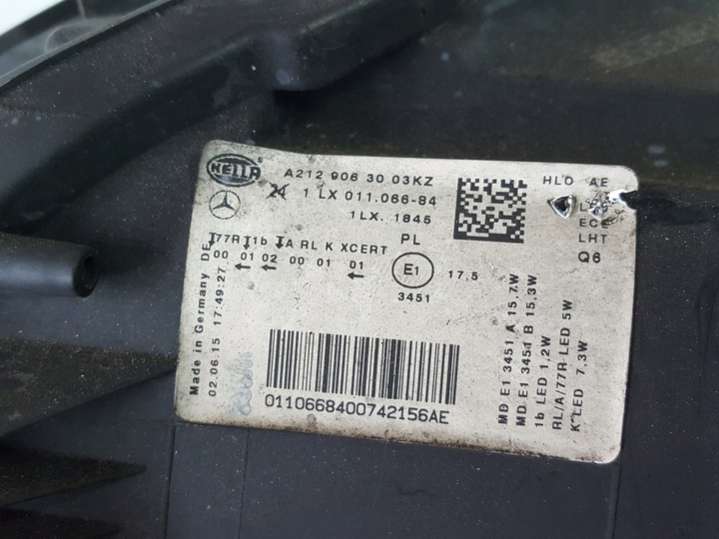 HELLA
A212 906 30 03KZ
1 LX 011.066-84
1LX. 1845
HLD AE
ECE
LHT
Q6
77R 1b A RL K XCERT
00 01 02 00 01 01
PL
E1
17.5
3451
Made in Germany DE
02.06.15 17:49:27
0110668400742156AE
MD E1 3451 A 15,7W
MD E1 3451 B 15,3W
1b LED 1,2W
RL/A/77R-LED 5W
K LED 7,3W